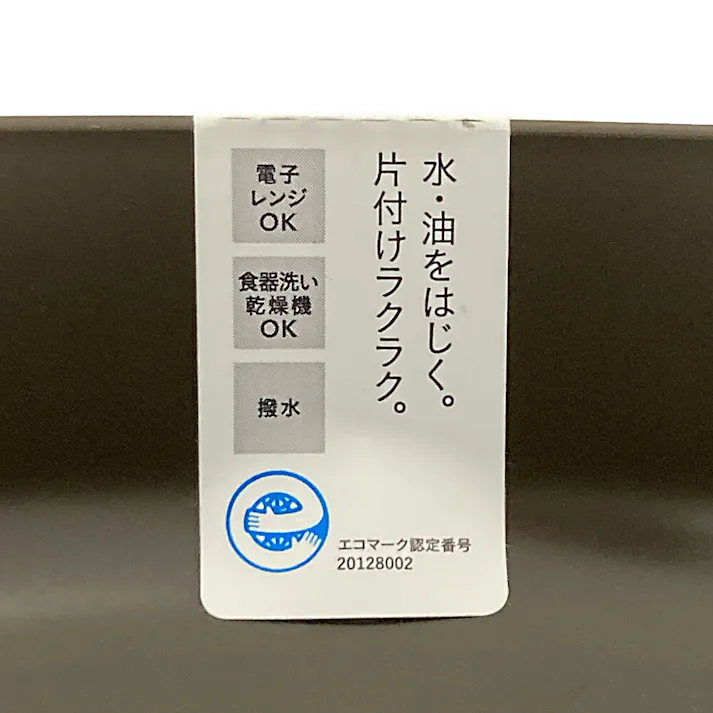 水・油をはじく。
片付けラクラク。
電子
レンジ
OK
食器洗い
乾燥機
OK
撥水
エコマーク認定番号
20128002